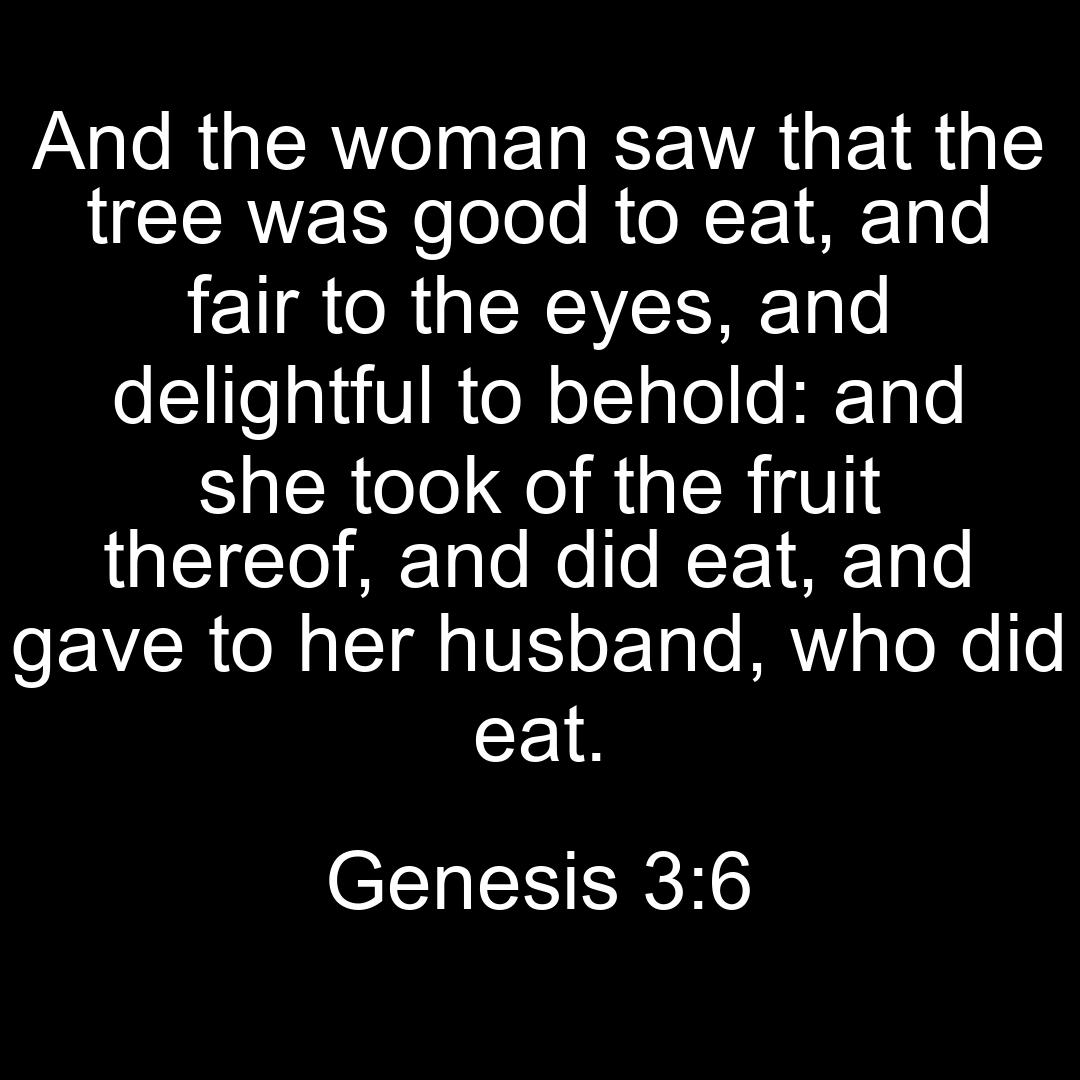 And the woman saw that the
tree was good to eat, and
fair to the eyes, and
delightful to behold: and
she took of the fruit
thereof, and did eat, and
gave to her husband, who did
eat.
Genesis 3:6